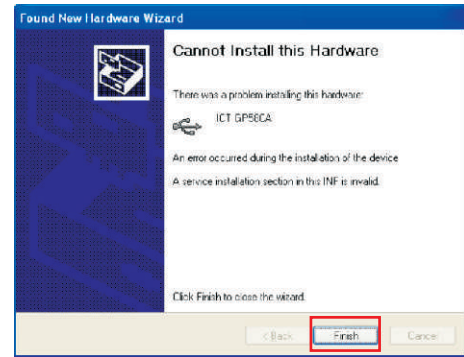 Found New Hardware Wizard
Cannot Install this Hardware
There was a problem installing this hardware:
ICT GP58CA
An error occurred during the installation of the device
A service installation section in this INF is invalid.
Click Finish to close the wizard.
< Back Finish Cancel